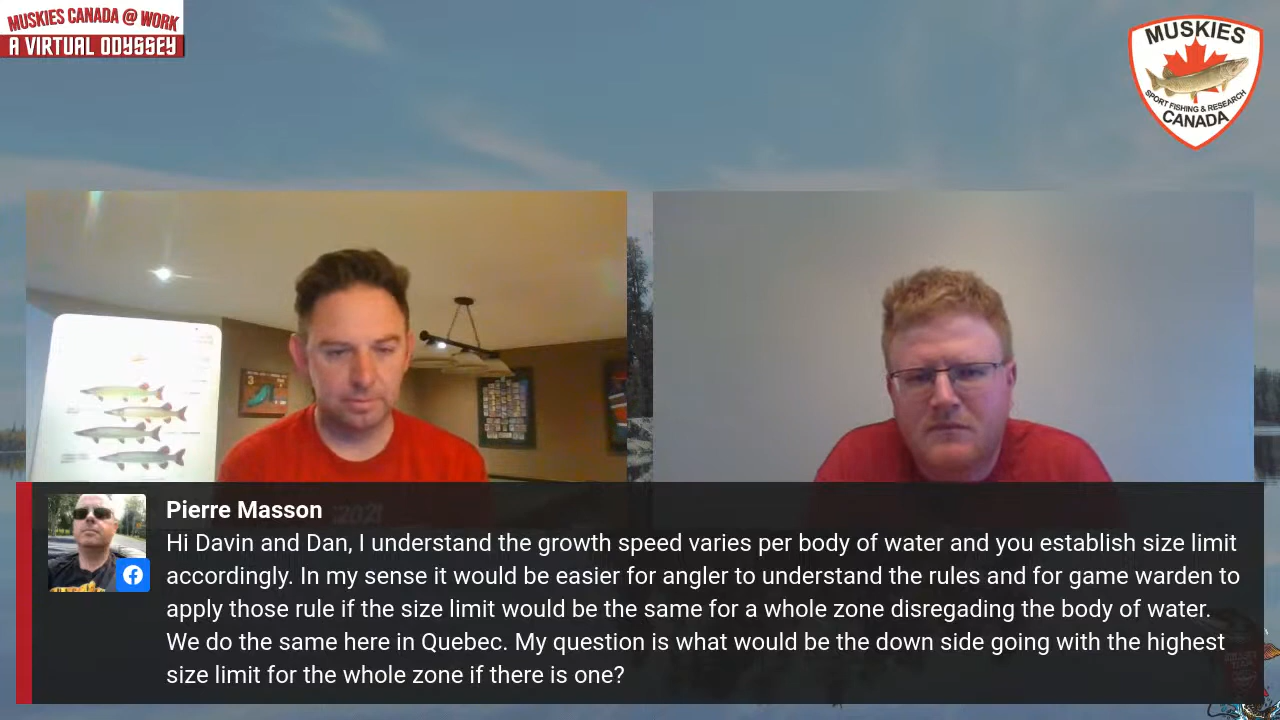 MUSKIES CANADA @ WORK
A VIRTUAL ODYSSEY
MUSKIES
SPORT FISHING & RESEARCH
CANADA
3
2021
Pierre Masson
Hi Davin and Dan, I understand the growth speed varies per body of water and you establish size limit
accordingly. In my sense it would be easier for angler to understand the rules and for game warden to
apply those rule if the size limit would be the same for a whole zone disregading the body of water.
We do the same here in Quebec. My question is what would be the down side going with the highest
size limit for the whole zone if there is one?